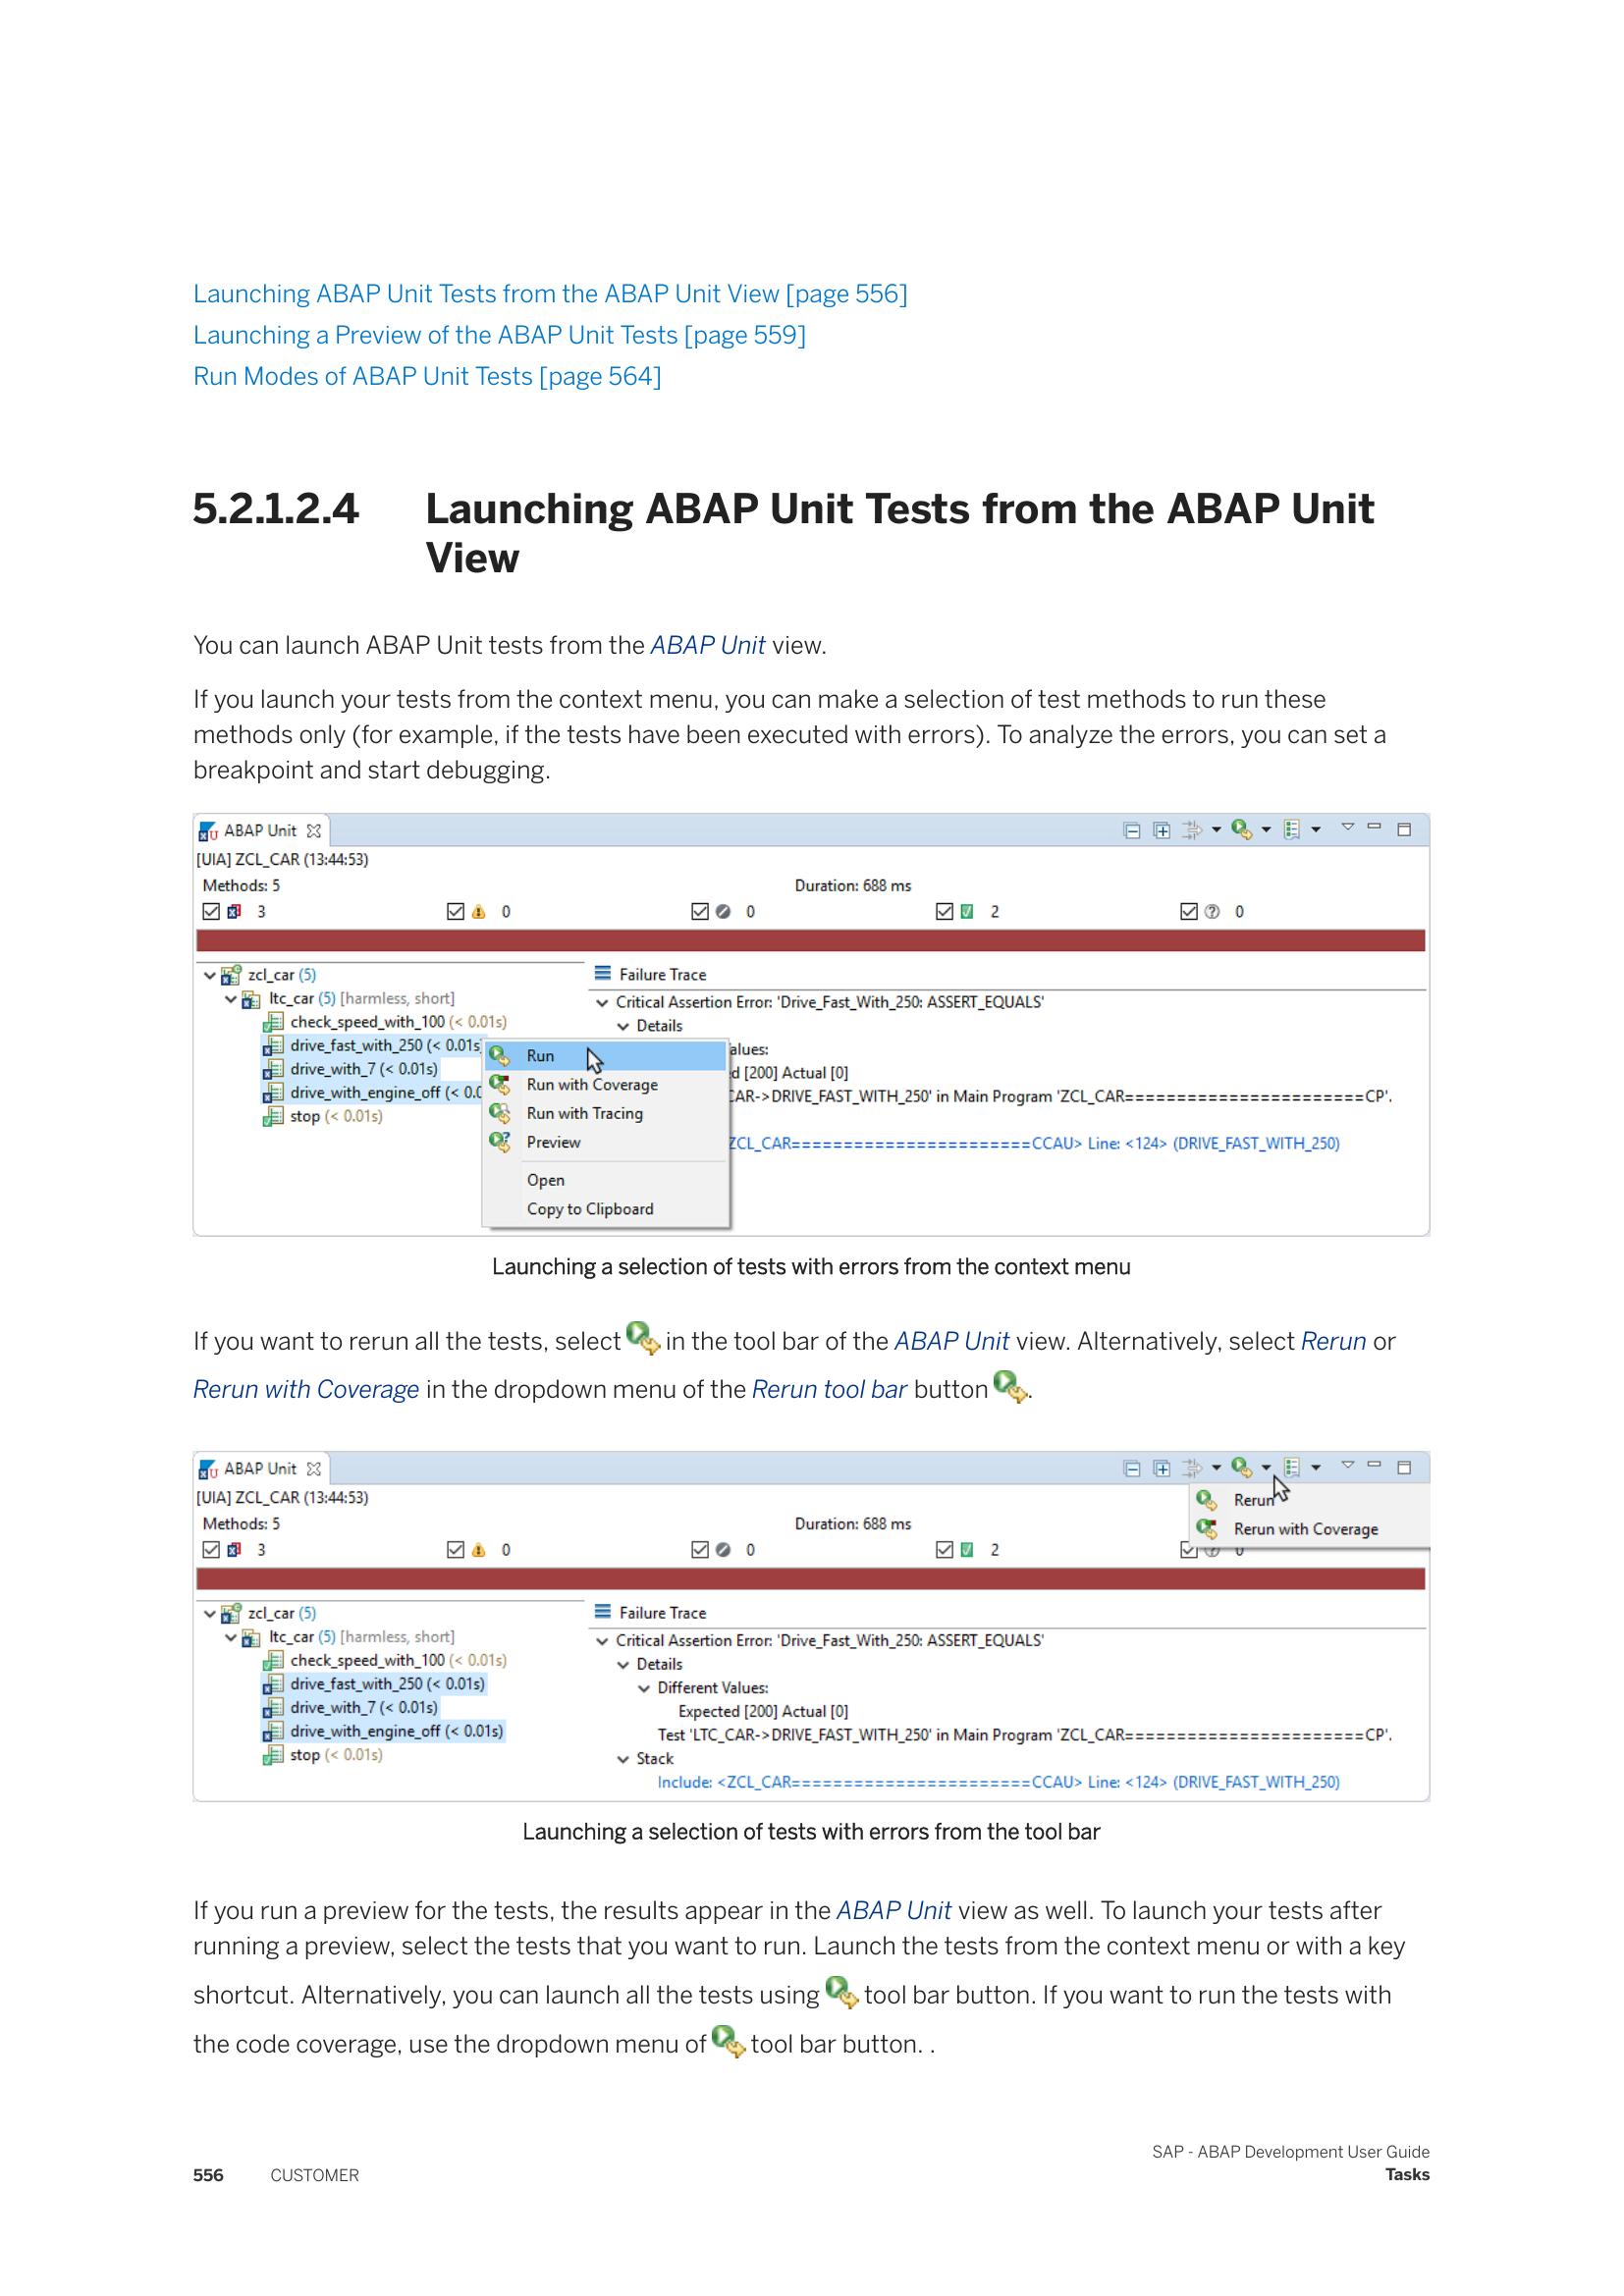 Launching ABAP Unit Tests from the ABAP Unit View [page 556]
Launching a Preview of the ABAP Unit Tests [page 559]
Run Modes of ABAP Unit Tests [page 564]
5.2.1.2.4 Launching ABAP Unit Tests from the ABAP Unit
View
You can launch ABAP Unit tests from the ABAP Unit view.
If you launch your tests from the context menu, you can make a selection of test methods to run these
methods only (for example, if the tests have been executed with errors). To analyze the errors, you can set a
breakpoint and start debugging.
ABAP Unit
[UIA] ZCL_CAR (13:44:53)
Methods: 5 Duration: 688 ms
3 0 0 2 0
zcl_car (5)
ltc_car (5) [harmless, short]
check_speed_with_100 (< 0.01s)
drive_fast_with_250 (< 0.01s
drive_with_7 (< 0.01s)
drive_with_engine_off (< 0.0
stop (< 0.01s)
Run
Run with Coverage
Run with Tracing
Preview
Open
Copy to Clipboard
Failure Trace
Critical Assertion Error: 'Drive_Fast_With_250: ASSERT_EQUALS'
Details
alues:
d [200] Actual [0]
CAR->DRIVE_FAST_WITH_250' in Main Program 'ZCL_CAR=======================CP'.
ZCL_CAR=======================CCAU> Line: <124> (DRIVE_FAST_WITH_250)
Launching a selection of tests with errors from the context menu
If you want to rerun all the tests, select in the tool bar of the ABAP Unit view. Alternatively, select Rerun or
Rerun with Coverage in the dropdown menu of the Rerun tool bar button .
ABAP Unit
Rerun
Rerun with Coverage
[UIA] ZCL_CAR (13:44:53)
Methods: 5 Duration: 688 ms
3 0 0 2 0
zcl_car (5)
ltc_car (5) [harmless, short]
check_speed_with_100 (< 0.01s)
drive_fast_with_250 (< 0.01s)
drive_with_7 (< 0.01s)
drive_with_engine_off (< 0.01s)
stop (< 0.01s)
Failure Trace
Critical Assertion Error: 'Drive_Fast_With_250: ASSERT_EQUALS'
Details
Different Values:
Expected [200] Actual [0]
Test 'LTC_CAR->DRIVE_FAST_WITH_250' in Main Program 'ZCL_CAR=======================CP'.
Stack
Include: <ZCL_CAR=======================CCAU> Line: <124> (DRIVE_FAST_WITH_250)
Launching a selection of tests with errors from the tool bar
If you run a preview for the tests, the results appear in the ABAP Unit view as well. To launch your tests after
running a preview, select the tests that you want to run. Launch the tests from the context menu or with a key
shortcut. Alternatively, you can launch all the tests using tool bar button. If you want to run the tests with
the code coverage, use the dropdown menu of tool bar button. .
SAP - ABAP Development User Guide
556 CUSTOMER Tasks